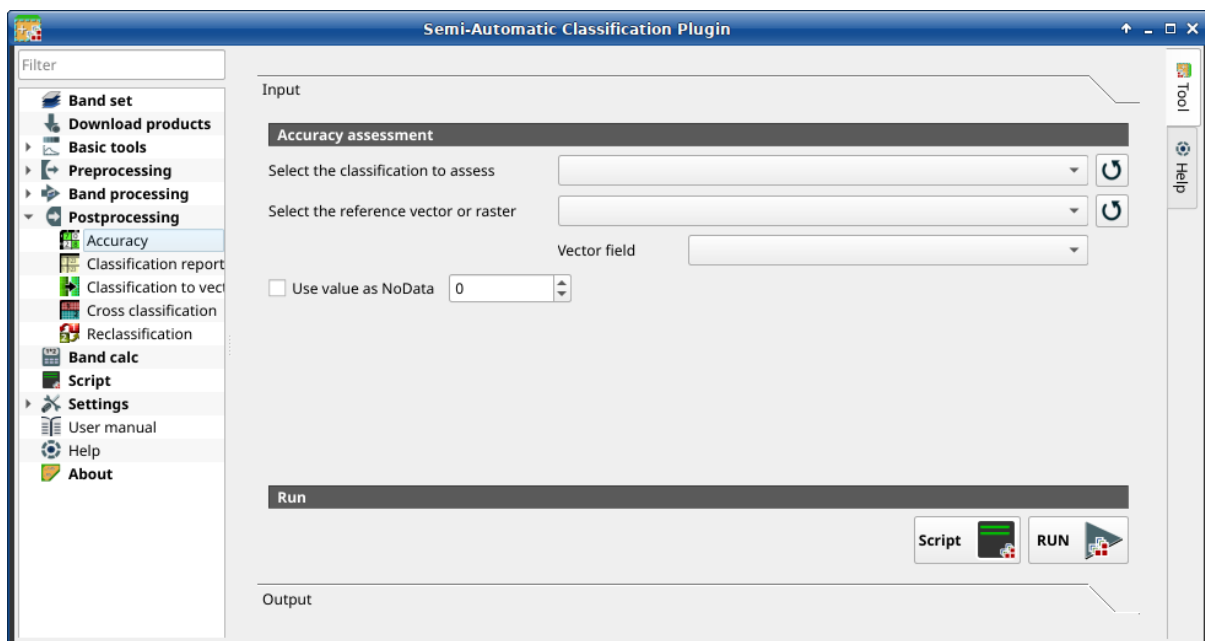 Semi-Automatic Classification Plugin
Filter
Band set
Download products
Basic tools
Preprocessing
Band processing
Postprocessing
Accuracy
Classification report
Classification to vect
Cross classification
Reclassification
Band calc
Script
Settings
User manual
Help
About
Input
Accuracy assessment
Select the classification to assess
Select the reference vector or raster
Vector field
Use value as NoData 0
Run
Script RUN
Output
Tool
Help